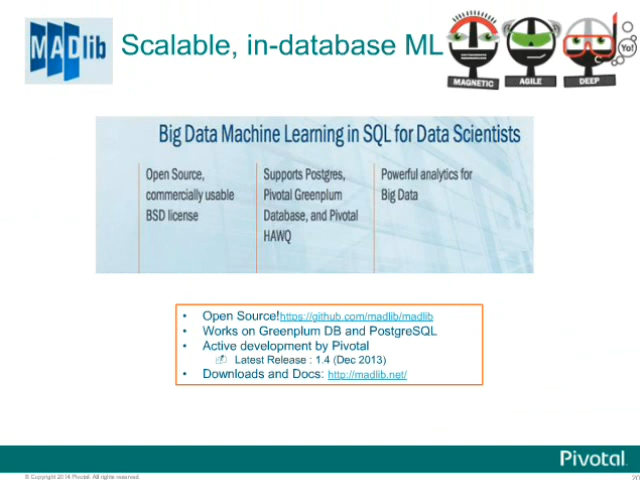 MADlib
Scalable, in-database ML
MAGNETIC
AGILE
DEEP
Yo!
Big Data Machine Learning in SQL for Data Scientists
Open Source,
commercially usable
BSD license
Supports Postgres,
Pivotal Greenplum
Database, and Pivotal
HAWQ
Powerful analytics for
Big Data
• Open Source!https://github.com/madlib/madlib
• Works on Greenplum DB and PostgreSQL
• Active development by Pivotal
Latest Release : 1.4 (Dec 2013)
• Downloads and Docs: http://madlib.net/
Pivotal
© Copyright 2014 Pivotal. All rights reserved.